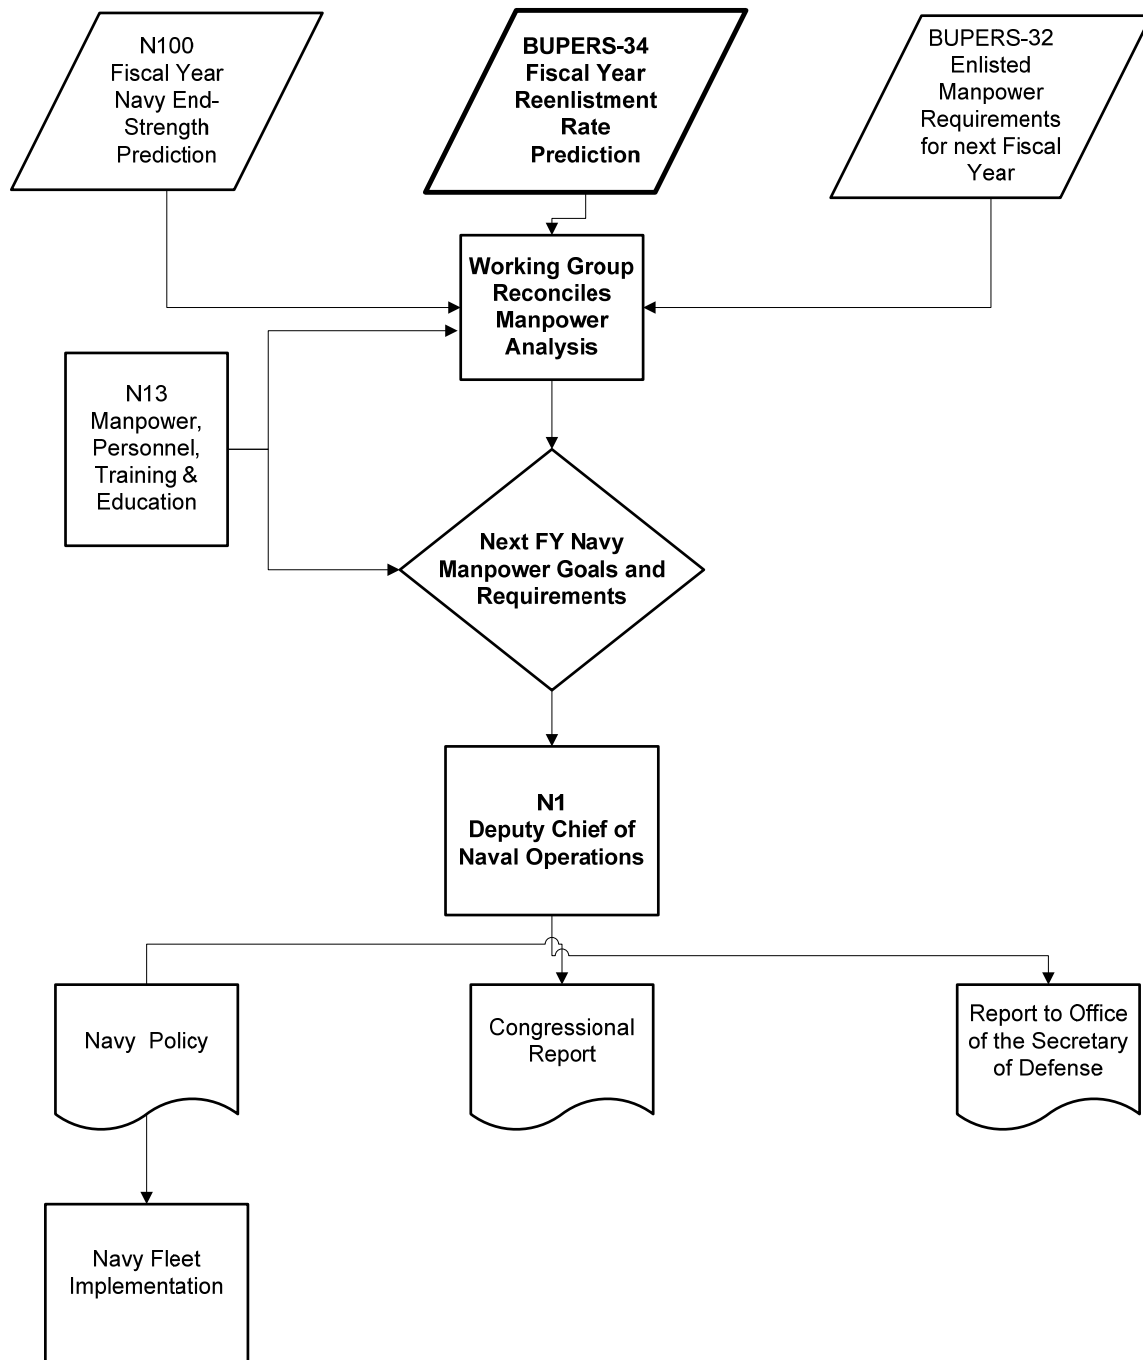 N100
Fiscal Year
Navy End-
Strength
Prediction
BUPERS-34
Fiscal Year
Reenlistment
Rate
Prediction
BUPERS-32
Enlisted
Manpower
Requirements
for next Fiscal
Year
Working Group
Reconciles
Manpower
Analysis
N13
Manpower,
Personnel,
Training &
Education
Next FY Navy
Manpower Goals and
Requirements
N1
Deputy Chief of
Naval Operations
Navy Policy
Congressional
Report
Report to Office
of the Secretary
of Defense
Navy Fleet
Implementation